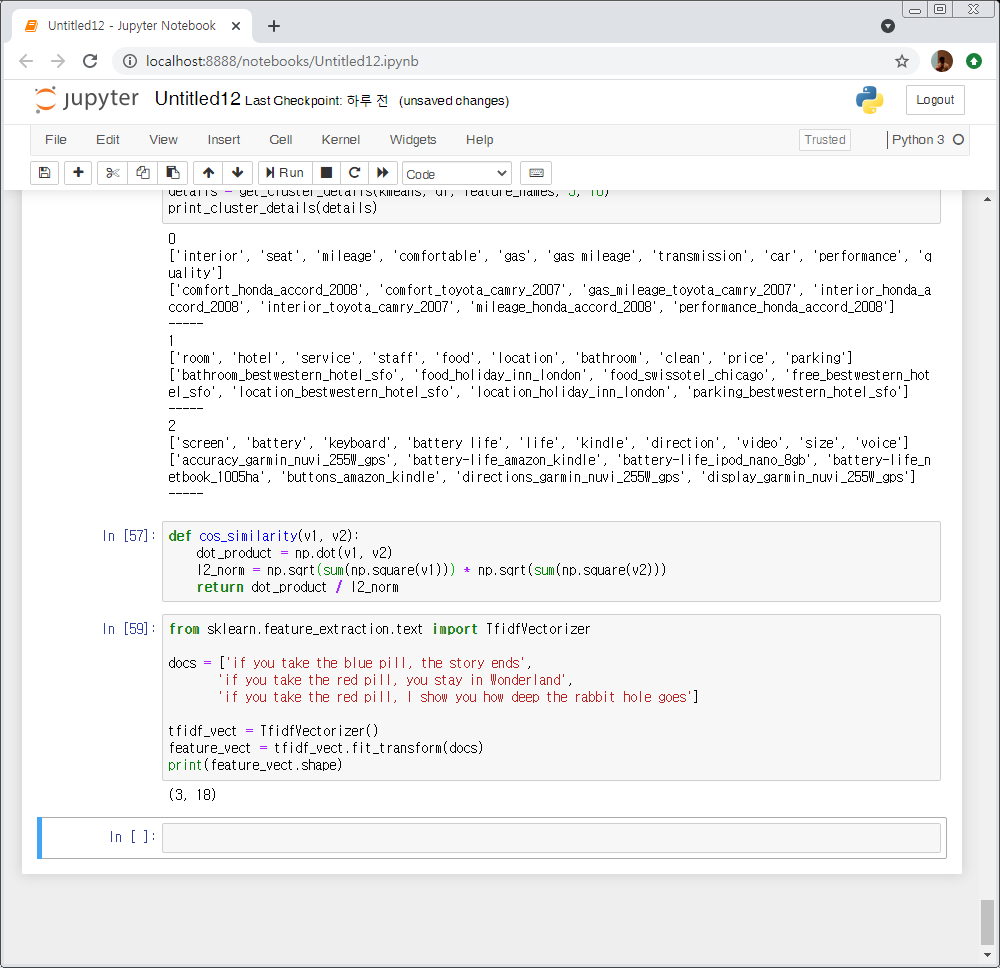 Untitled12 - Jupyter Notebook
localhost:8888/notebooks/Untitled12.ipynb
jupyter Untitled12 Last Checkpoint: 하루 전 (unsaved changes)
Logout
File Edit View Insert Cell Kernel Widgets Help Trusted Python 3
Run Code
details = get_cluster_details(kmeans, df, feature_names, 3, 10)
print_cluster_details(details)
0
['interior', 'seat', 'mileage', 'comfortable', 'gas', 'gas mileage', 'transmission', 'car', 'performance', 'q
uality']
['comfort_honda_accord_2008', 'comfort_toyota_camry_2007', 'gas_mileage_toyota_camry_2007', 'interior_honda_a
ccord_2008', 'interior_toyota_camry_2007', 'mileage_honda_accord_2008', 'performance_honda_accord_2008']
-----
1
['room', 'hotel', 'service', 'staff', 'food', 'location', 'bathroom', 'clean', 'price', 'parking']
['bathroom_bestwestern_hotel_sfo', 'food_holiday_inn_london', 'food_swissotel_chicago', 'free_bestwestern_hot
el_sfo', 'location_bestwestern_hotel_sfo', 'location_holiday_inn_london', 'parking_bestwestern_hotel_sfo']
-----
2
['screen', 'battery', 'keyboard', 'battery life', 'life', 'kindle', 'direction', 'video', 'size', 'voice']
['accuracy_garmin_nuvi_255W_gps', 'battery-life_amazon_kindle', 'battery-life_ipod_nano_8gb', 'battery-life_n
etbook_1005ha', 'buttons_amazon_kindle', 'directions_garmin_nuvi_255W_gps', 'display_garmin_nuvi_255W_gps']
-----
In [57]: def cos_similarity(v1, v2):
dot_product = np.dot(v1, v2)
l2_norm = np.sqrt(sum(np.square(v1))) * np.sqrt(sum(np.square(v2)))
return dot_product / l2_norm
In [59]: from sklearn.feature_extraction.text import TfidfVectorizer
docs = ['if you take the blue pill, the story ends',
'if you take the red pill, you stay in Wonderland',
'if you take the red pill, I show you how deep the rabbit hole goes']
tfidf_vect = TfidfVectorizer()
feature_vect = tfidf_vect.fit_transform(docs)
print(feature_vect.shape)
(3, 18)
In [ ]: